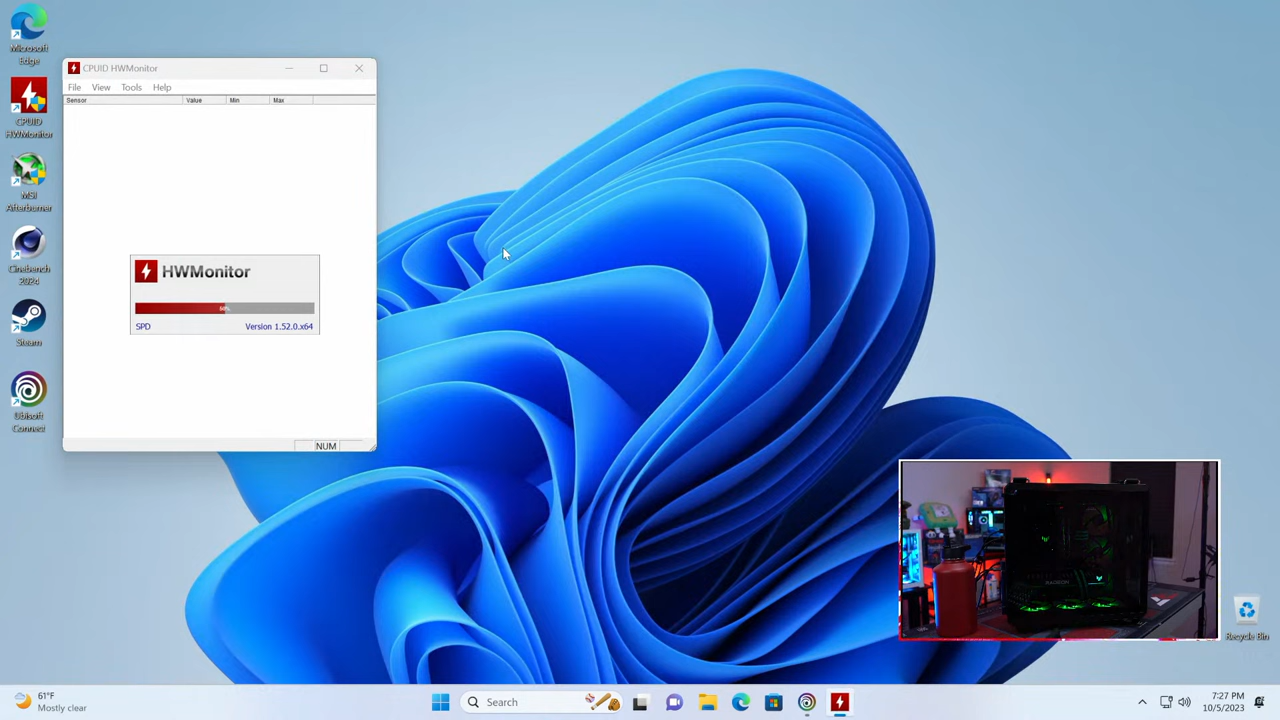 Microsoft
Edge
CPUID
HWMonitor
MSI
Afterburner
Cinebench
2024
Steam
Ubisoft
Connect
CPUID HWMonitor
File View Tools Help
Sensor Value Min Max
HWMonitor
50%
SPD Version 1.52.0.x64
NUM
RADEON
Recycle Bin
61°F
Mostly clear
Search
7:27 PM
10/5/2023